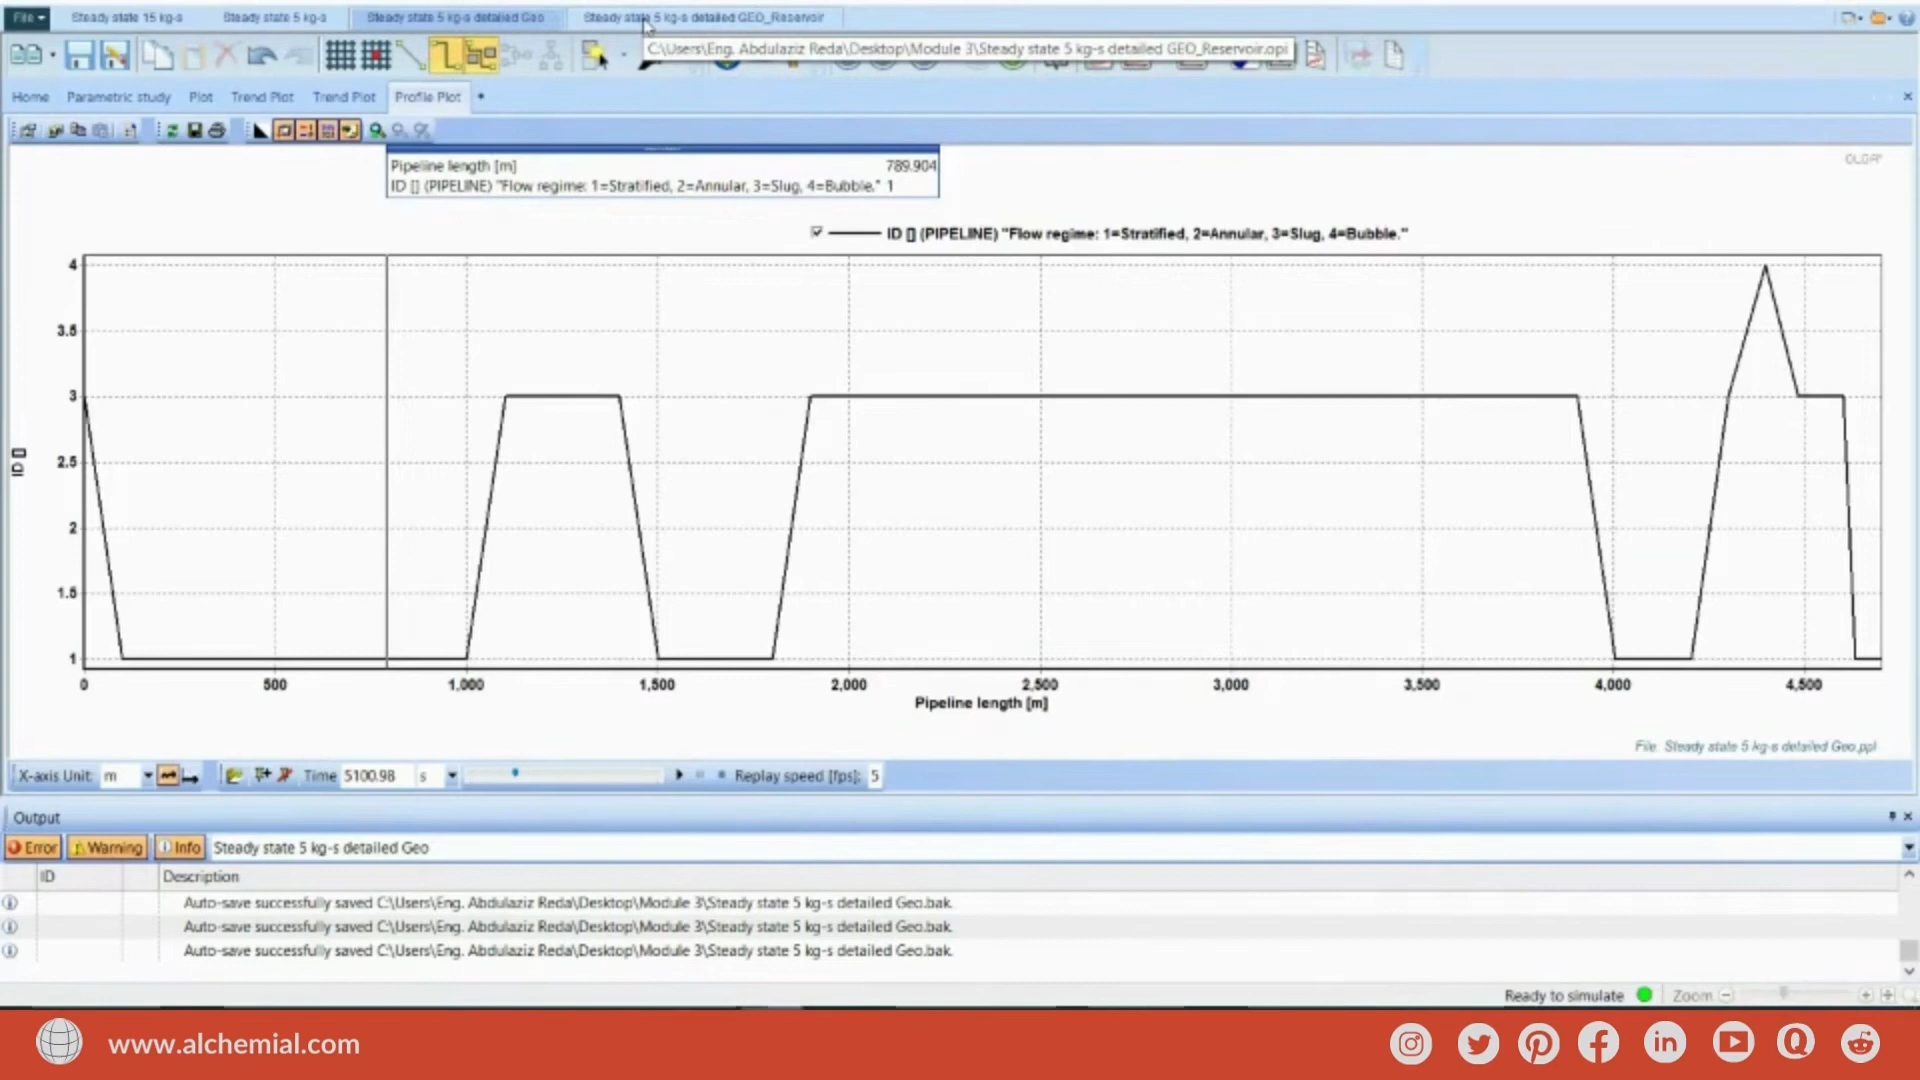 File
Steady state 15 kg-s
Steady state 5 kg-s
Steady state 5 kg-s detailed Geo
Steady state 5 kg-s detailed GEO_Reservoir
C:\Users\Eng. Abdulaziz Reda\Desktop\Module 3\Steady state 5 kg-s detailed GEO_Reservoir.opi
Home
Parametric study
Plot
Trend Plot
Trend Plot
Profile Plot
Pipeline length [m] 789.904
ID [] (PIPELINE) "Flow regime: 1=Stratified, 2=Annular, 3=Slug, 4=Bubble." 1
OLGA
ID [] (PIPELINE) "Flow regime: 1=Stratified, 2=Annular, 3=Slug, 4=Bubble."
4
3.5
3
2.5
2
1.5
1
ID []
0 500 1,000 1,500 2,000 2,500 3,000 3,500 4,000 4,500
Pipeline length [m]
File: Steady state 5 kg-s detailed Geo.ppl
X-axis Unit: m
Time 5100.98 s
Replay speed [fps]: 5
Output
Error
Warning
Info
Steady state 5 kg-s detailed Geo
ID
Description
Auto-save successfully saved C:\Users\Eng. Abdulaziz Reda\Desktop\Module 3\Steady state 5 kg-s detailed Geo.bak.
Auto-save successfully saved C:\Users\Eng. Abdulaziz Reda\Desktop\Module 3\Steady state 5 kg-s detailed Geo.bak.
Auto-save successfully saved C:\Users\Eng. Abdulaziz Reda\Desktop\Module 3\Steady state 5 kg-s detailed Geo.bak.
Ready to simulate
Zoom
www.alchemial.com